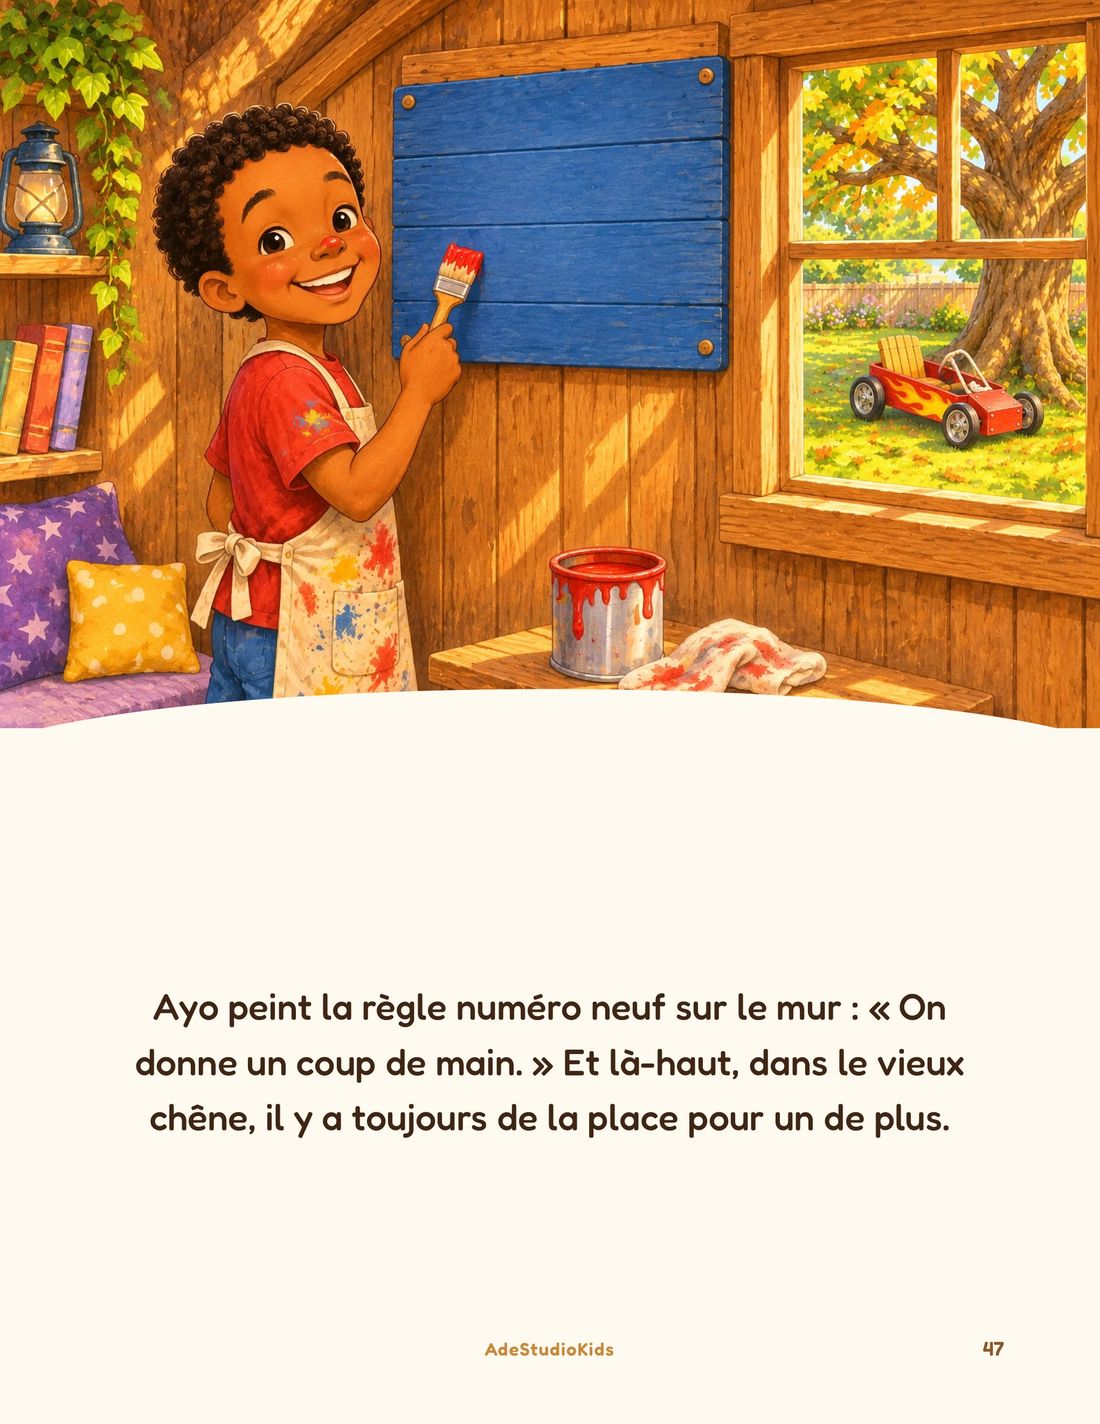 Ayo peint la règle numéro neuf sur le mur : « On
donne un coup de main. » Et là-haut, dans le vieux
chêne, il y a toujours de la place pour un de plus.
AdeStudioKids
47